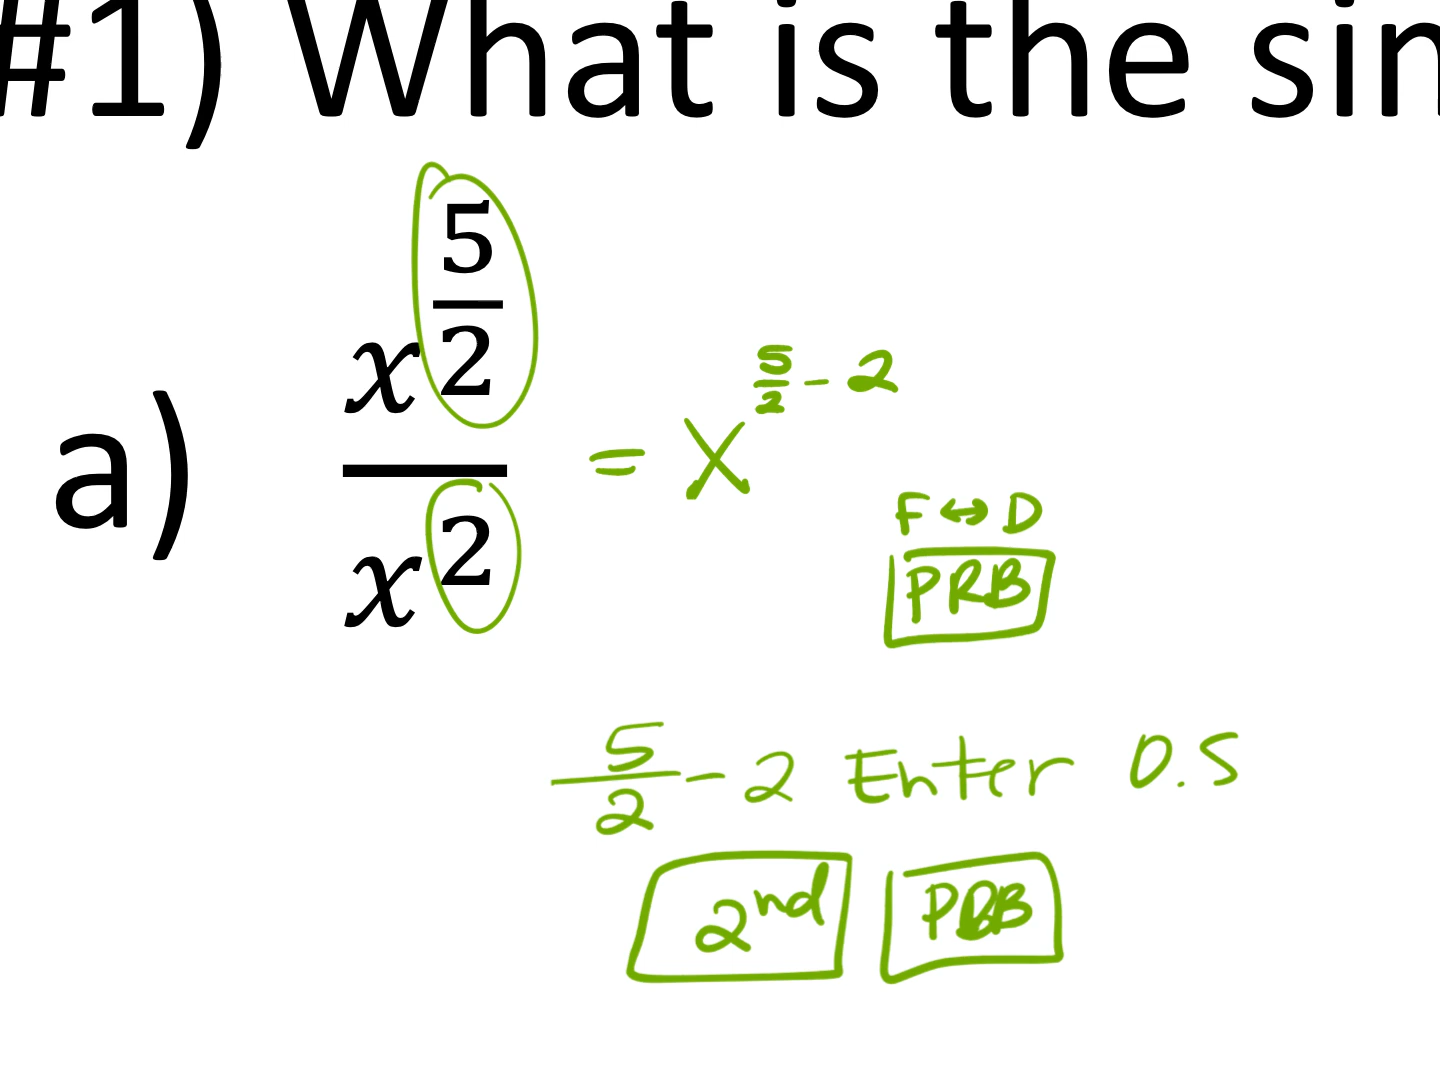 #1) What is the sin
a) x^(5/2) / x^2 = x^(5/2 - 2)
F ↔ D
PRB
5/2 - 2 Enter 0.5
2nd PRB